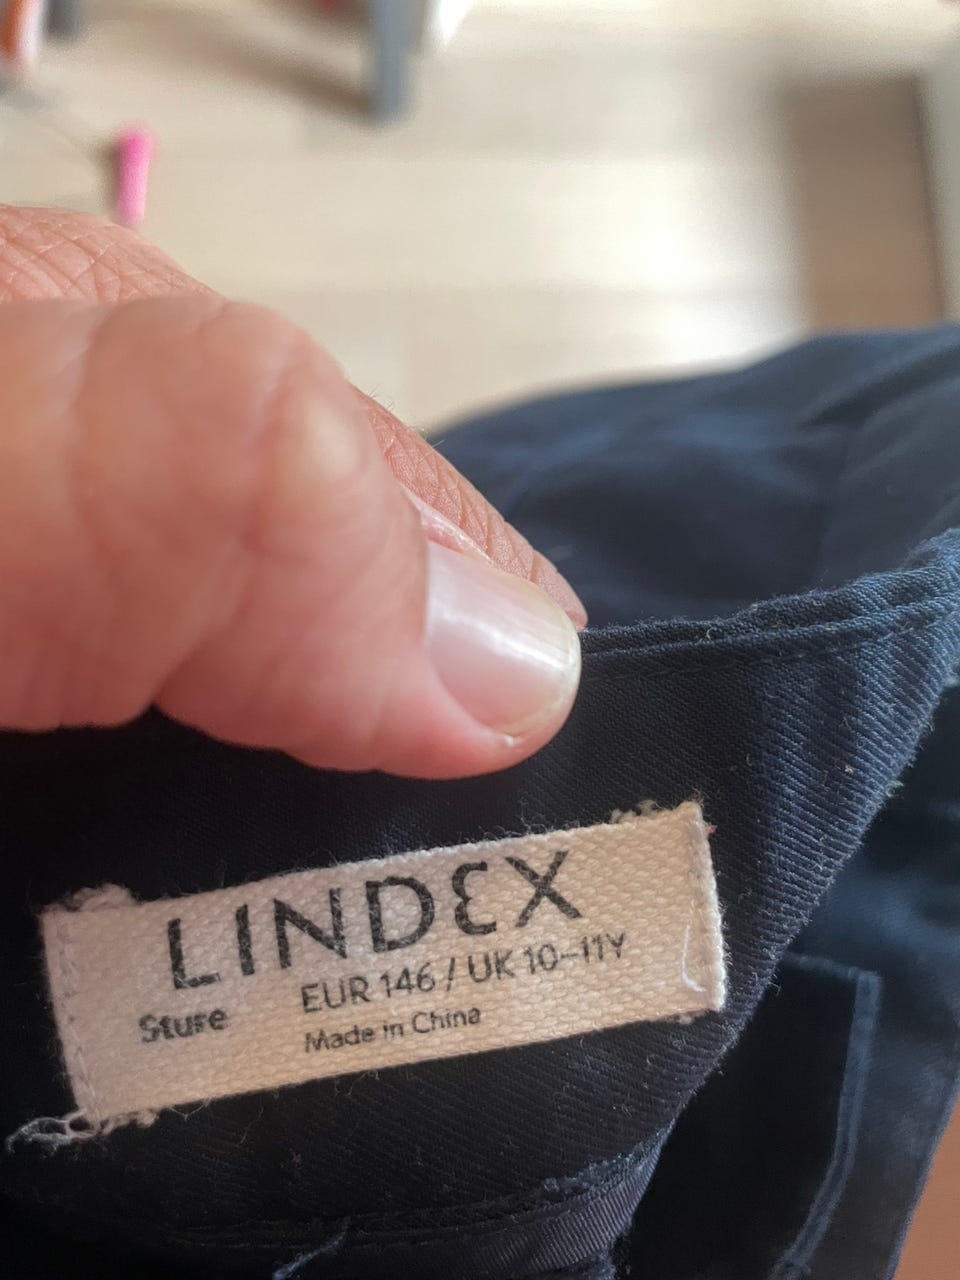 LINDEX
EUR 146 / UK 10–11Y
Sture
Made in China